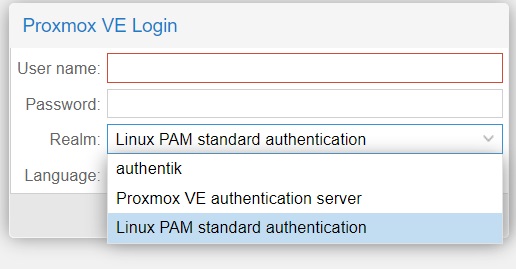 Proxmox VE Login
User name:
Password:
Realm: Linux PAM standard authentication
authentik
Language:
Proxmox VE authentication server
Linux PAM standard authentication